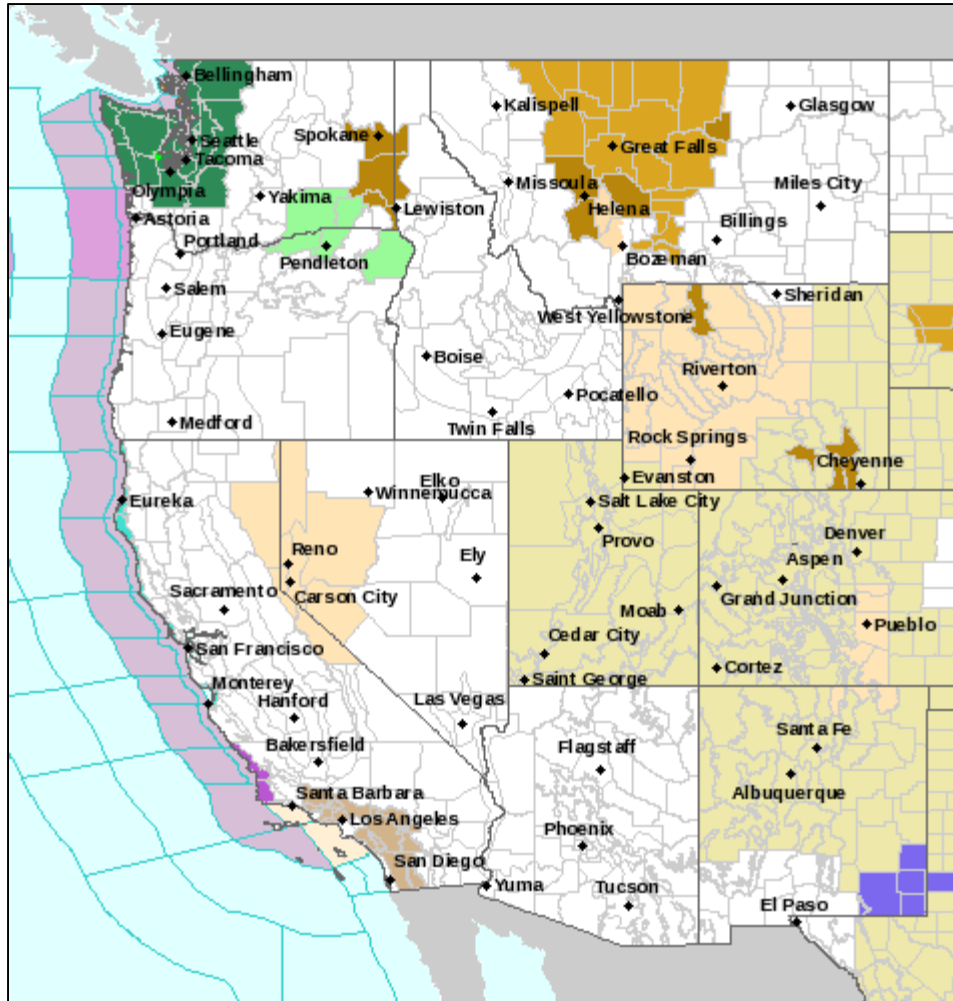 Bellingham
Kalispell
Glasgow
Spokane
Seattle
Great Falls
Tacoma
Missoula
Miles City
Olympia
Yakima
Lewiston
Helena
Astoria
Billings
Portland
Bozeman
Pendleton
Salem
Sheridan
West Yellowstone
Eugene
Boise
Riverton
Pocatello
Medford
Twin Falls
Rock Springs
Cheyenne
Elko
Evanston
Winnemucca
Eureka
Salt Lake City
Provo
Denver
Reno
Ely
Aspen
Sacramento
Carson City
Grand Junction
Moab
Pueblo
Cedar City
San Francisco
Cortez
Saint George
Monterey
Hanford
Las Vegas
Santa Fe
Bakersfield
Flagstaff
Albuquerque
Santa Barbara
Los Angeles
Phoenix
San Diego
Yuma
Tucson
El Paso